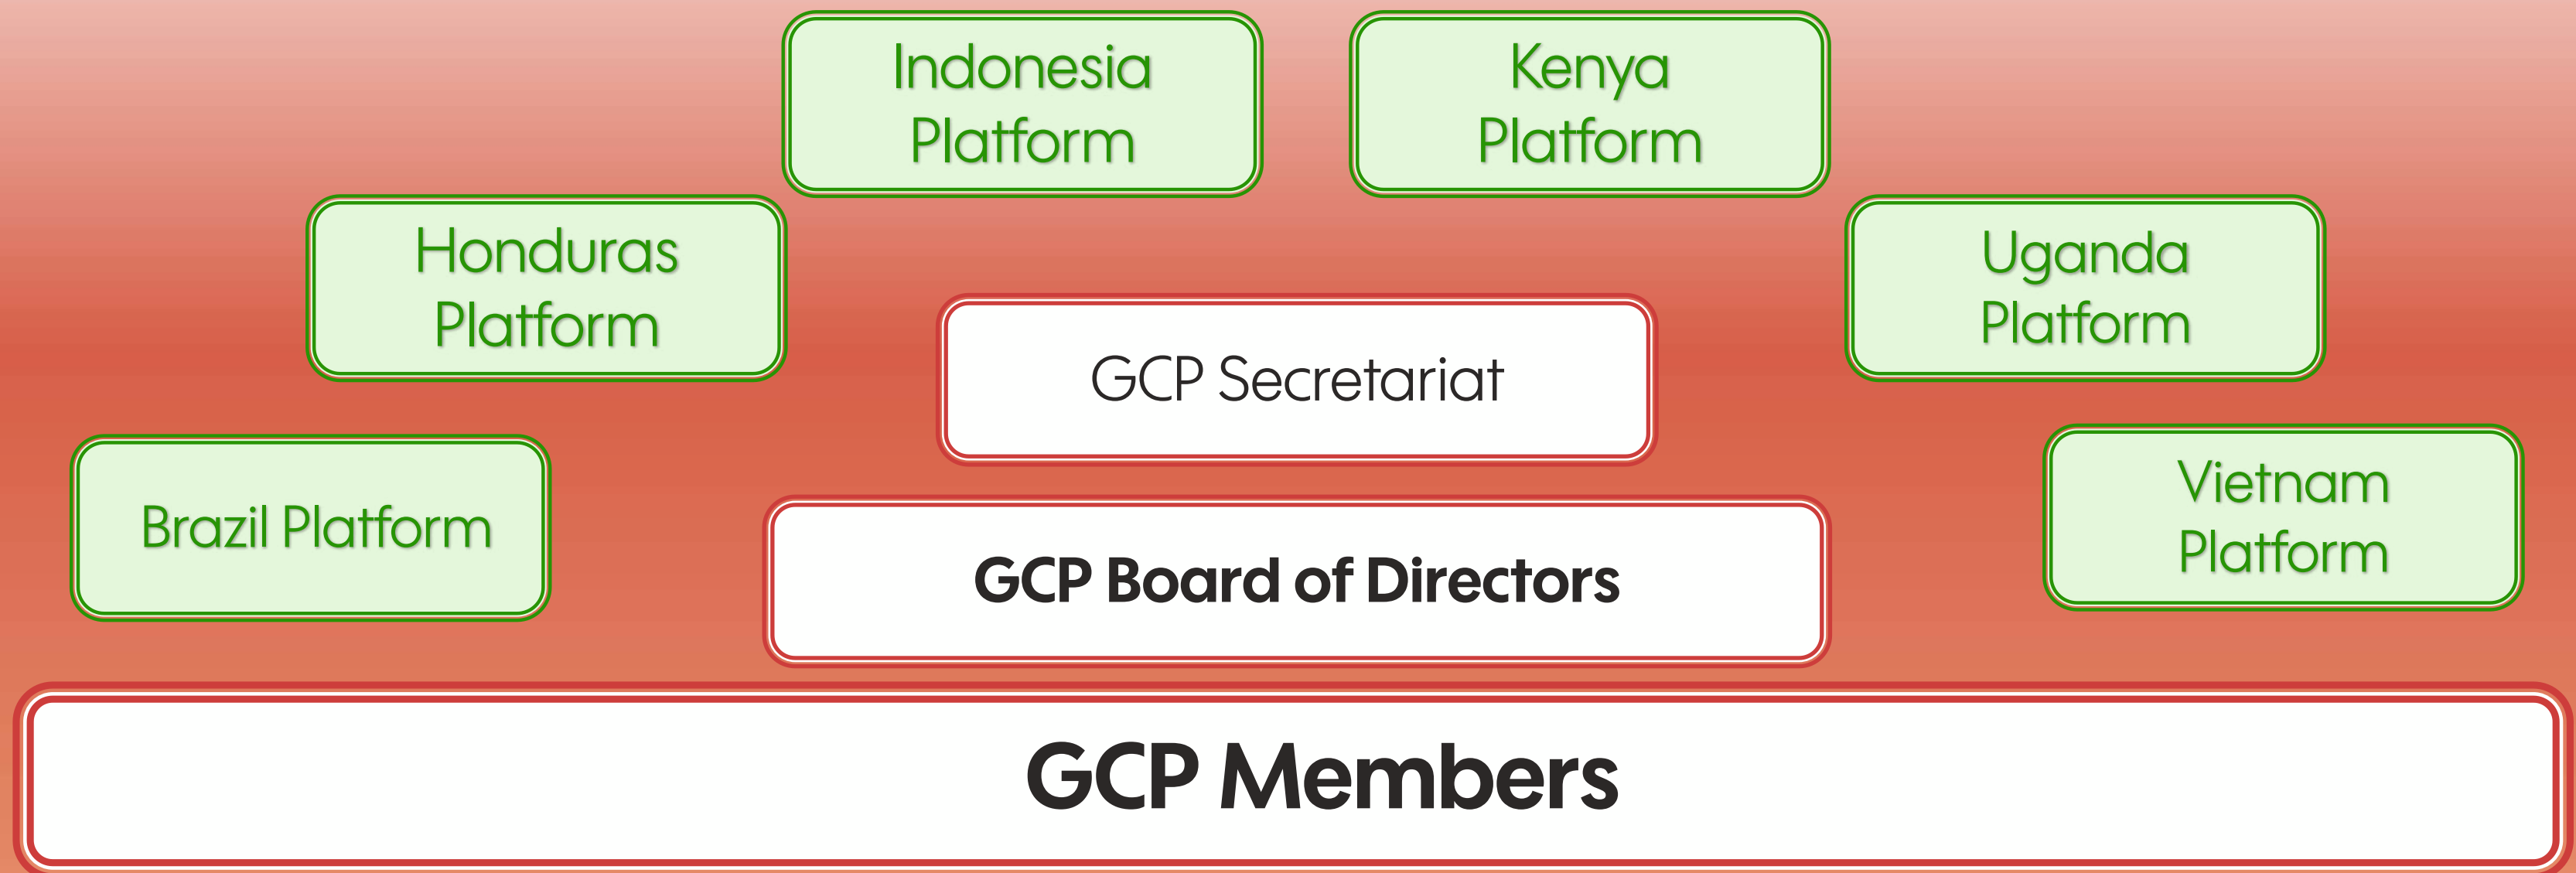 Indonesia
Platform
Kenya
Platform
Honduras
Platform
Uganda
Platform
GCP Secretariat
Brazil Platform
Vietnam
Platform
GCP Board of Directors
GCP Members